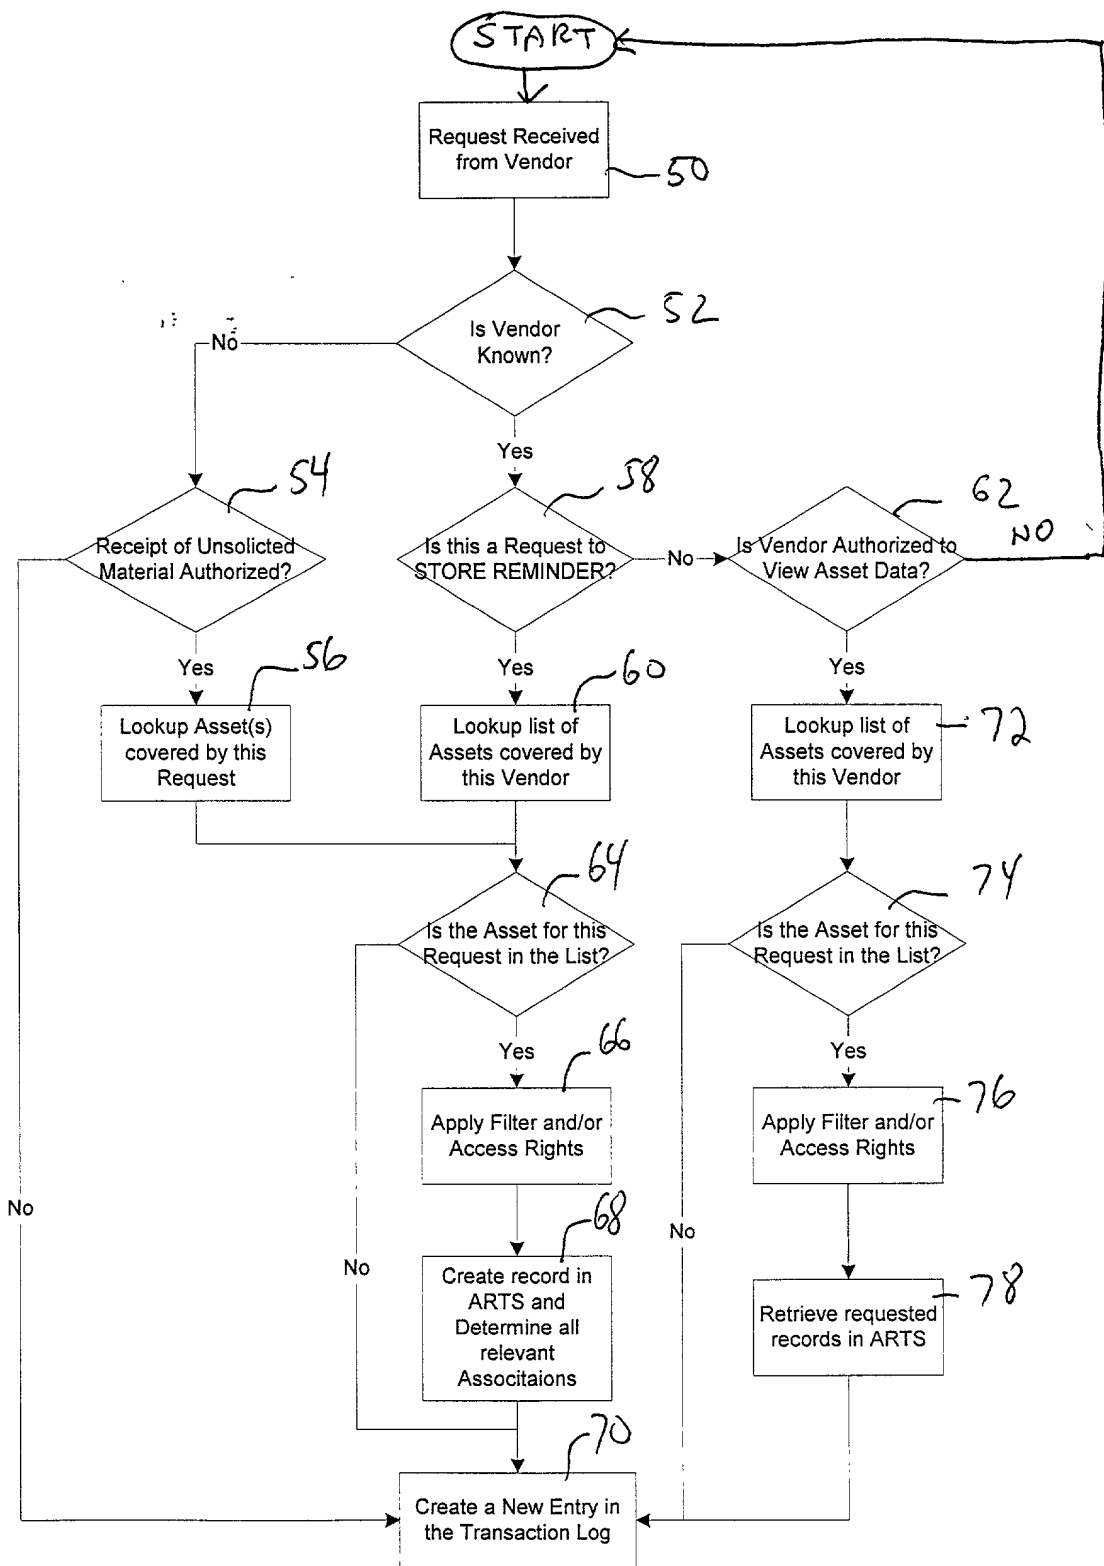 START
Request Received
from Vendor
50
Is Vendor
Known?
52
No
Yes
Receipt of Unsolicted
Material Authorized?
54
Is this a Request to
STORE REMINDER?
58
No
Is Vendor Authorized to
View Asset Data?
62
NO
Yes
Yes
Yes
Lookup Asset(s)
covered by this
Request
56
Lookup list of
Assets covered by
this Vendor
60
Lookup list of
Assets covered by
this Vendor
72
Is the Asset for this
Request in the List?
64
Is the Asset for this
Request in the List?
74
Yes
Yes
Apply Filter and/or
Access Rights
66
Apply Filter and/or
Access Rights
76
No
No
No
Create record in
ARTS and
Determine all
relevant
Associtaions
68
Retrieve requested
records in ARTS
78
Create a New Entry in
the Transaction Log
70